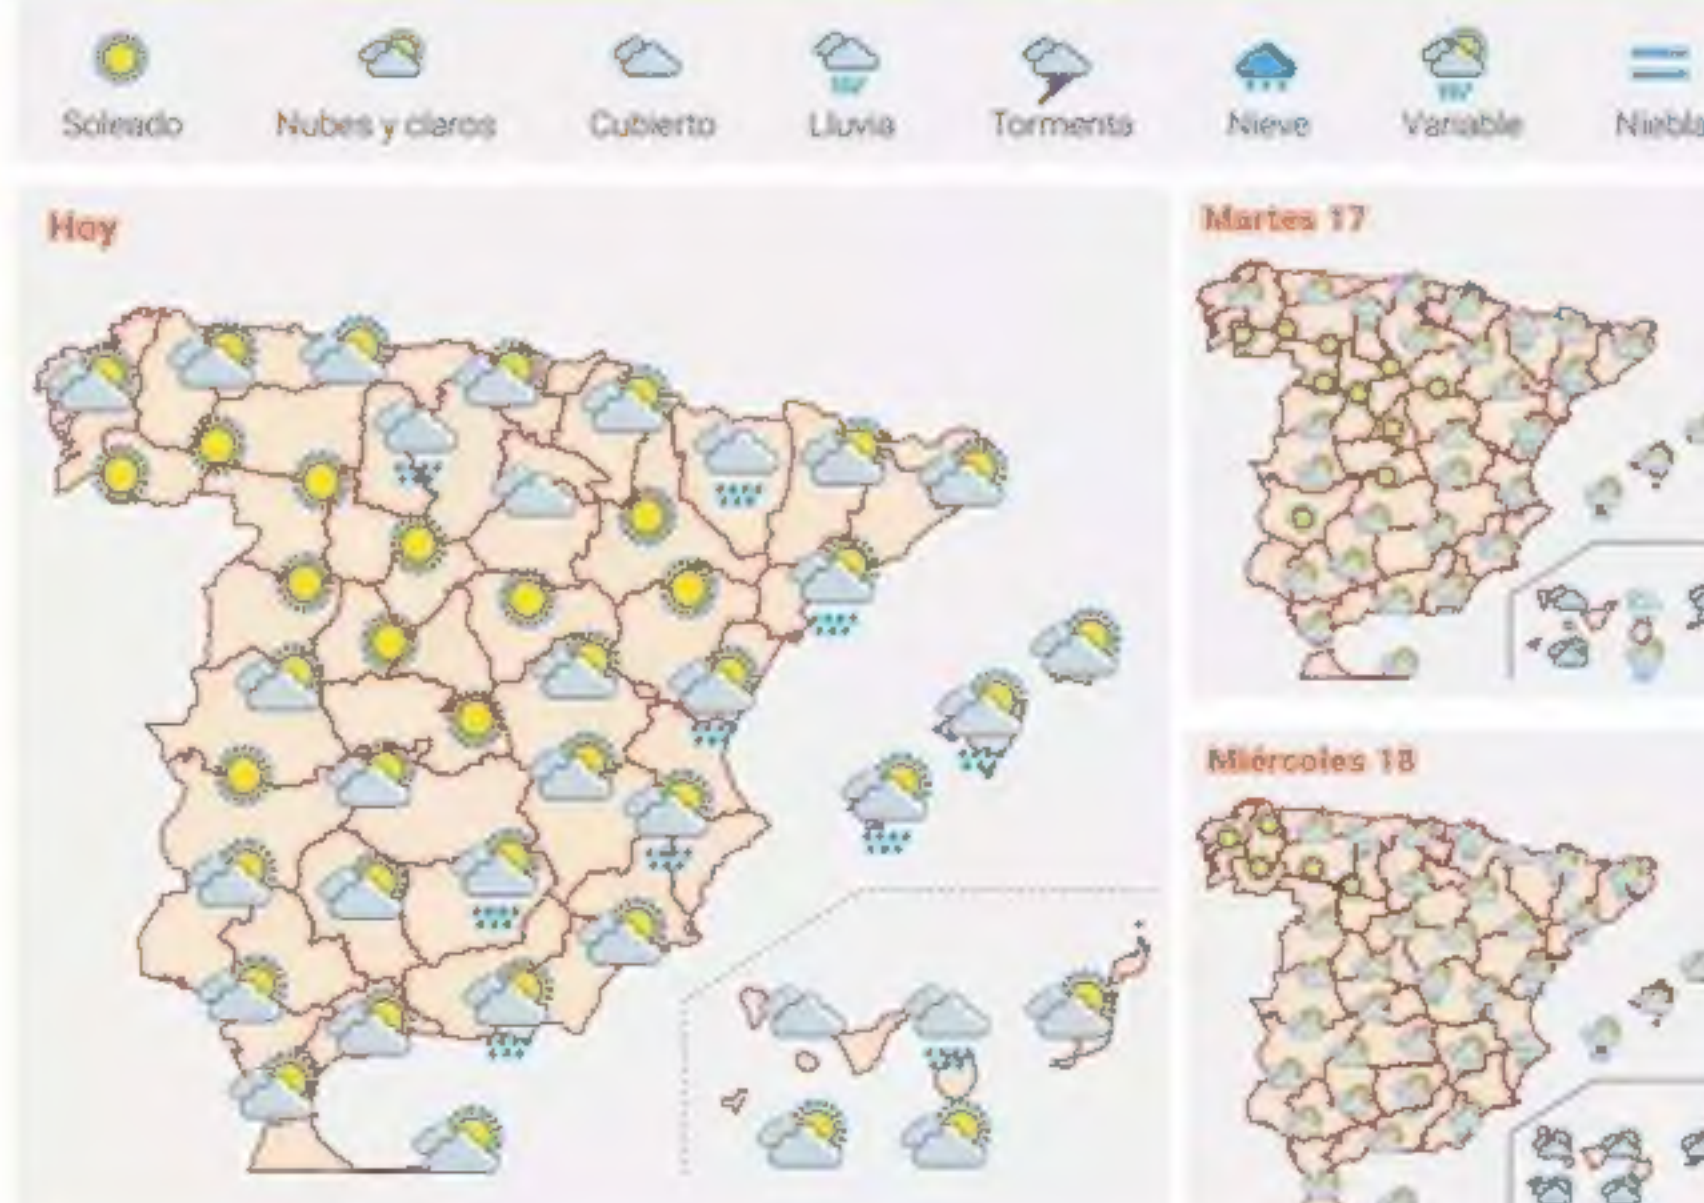 Soleado Nubes y claros Cubierto Lluvia Tormenta Nieve Variable Niebla
Hoy
Martes 17
Miércoles 18